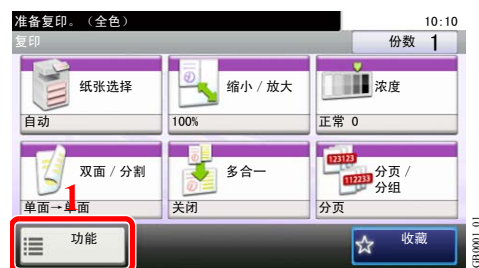 准备复印。（全色）
10:10
复印
份数 1
纸张选择
自动
缩小 / 放大
100%
浓度
正常 0
双面 / 分割
单面→单面
1
多合一
关闭
123123
112233
分页 /
分组
分页
功能
收藏
GB0001_01